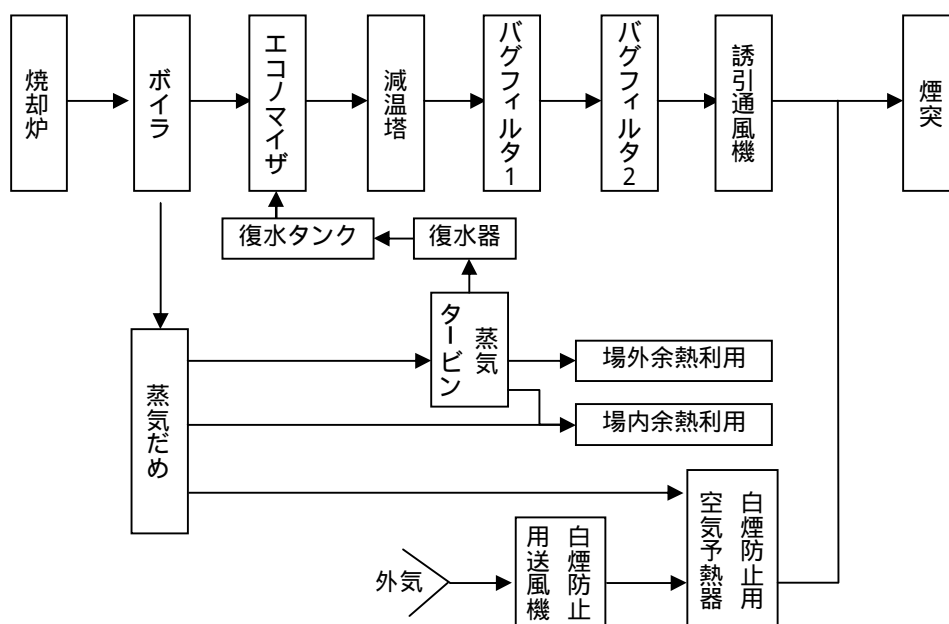 焼却炉
ボイラ
エコノマイザ
減温塔
バグフィルタ1
バグフィルタ2
誘引通風機
煙突
復水タンク
復水器
蒸気
タービン
場外余熱利用
場内余熱利用
蒸気だめ
白煙防止用
空気予熱器
外気
白煙防止
用送風機